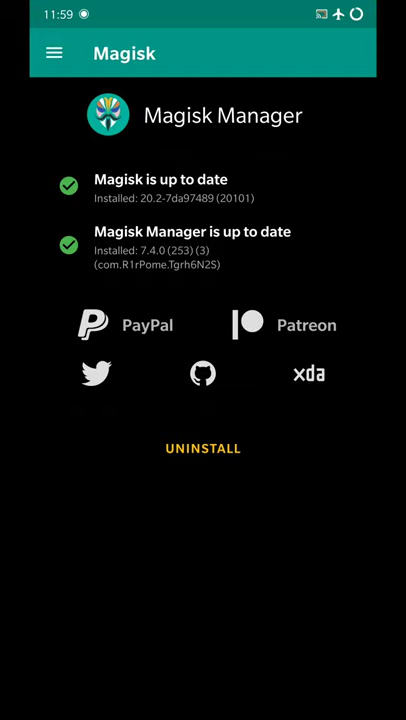 11:59
Magisk
Magisk Manager
Magisk is up to date
Installed: 20.2-7da97489 (20101)
Magisk Manager is up to date
Installed: 7.4.0 (253) (3)
(com.R1rPome.Tgrh6N2S)
PayPal
Patreon
xda
UNINSTALL